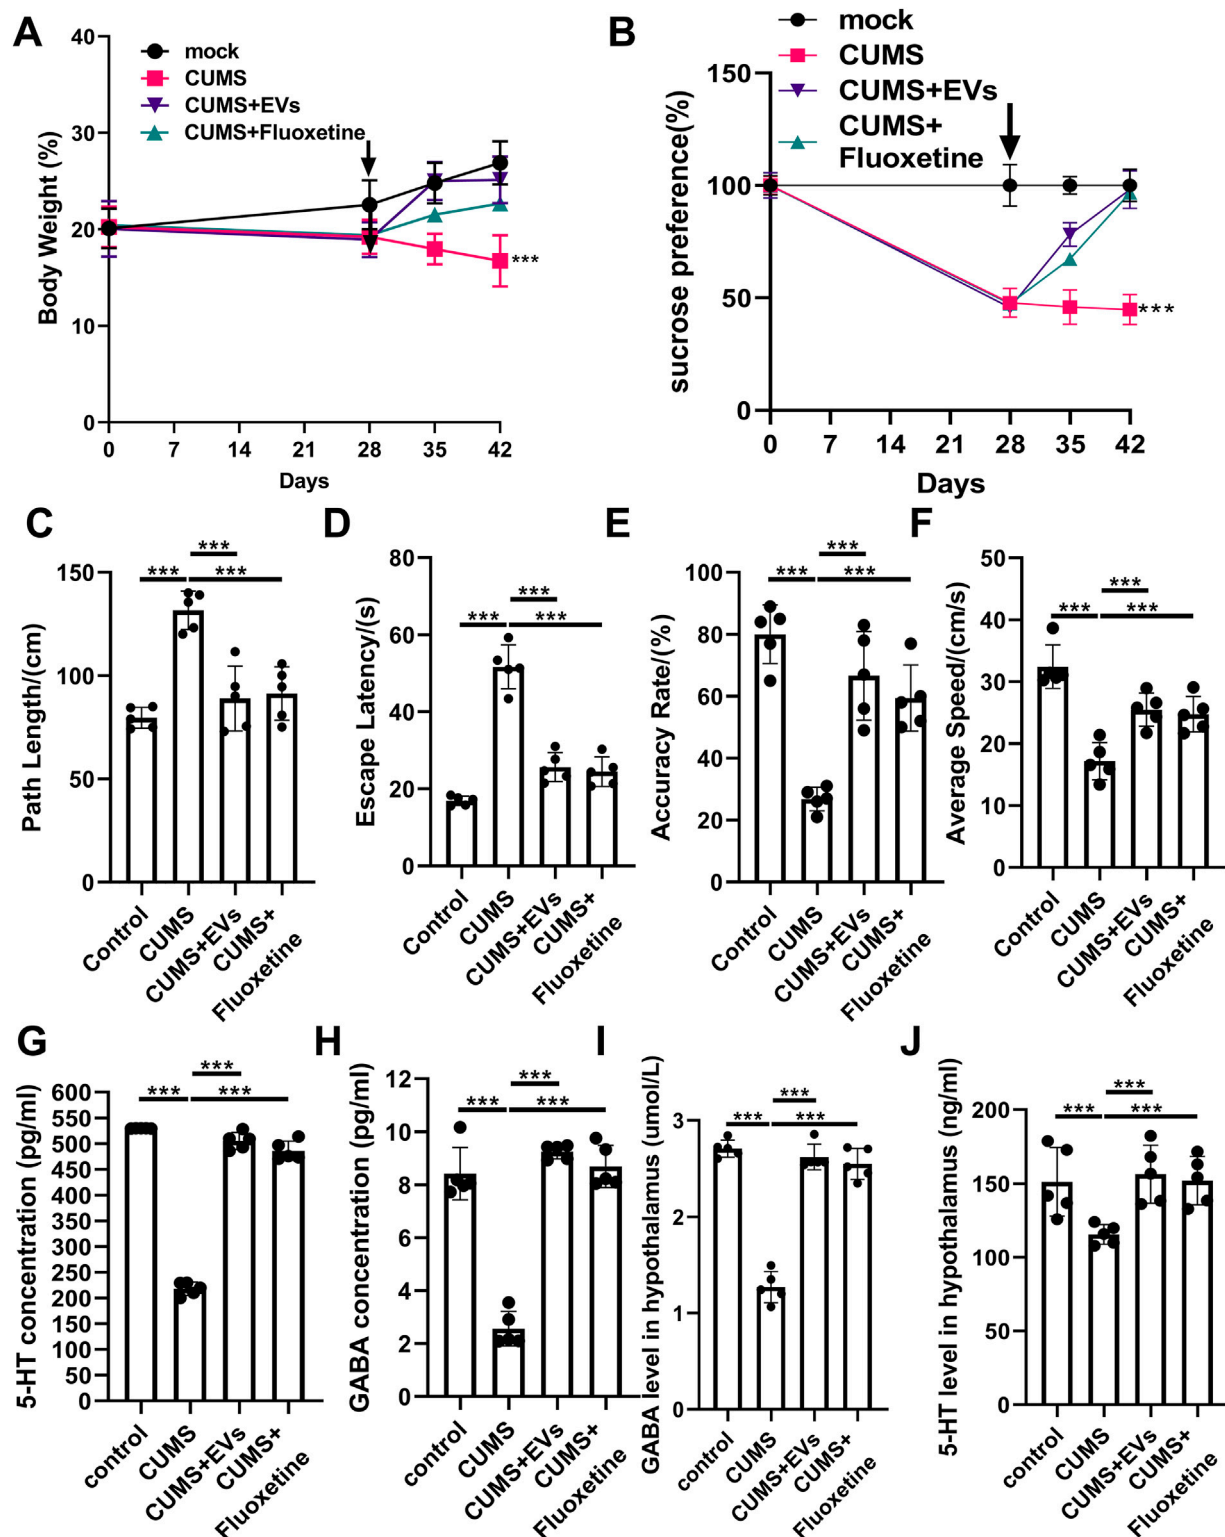 A
Body Weight (%)
40
30
20
10
0
mock
CUMS
CUMS+EVs
CUMS+Fluoxetine
***
0 7 14 21 28 35 42
Days
B
sucrose preference(%)
150
100
50
0
mock
CUMS
CUMS+EVs
CUMS+
Fluoxetine
***
0 7 14 21 28 35 42
Days
C
Path Length/(cm)
150
100
50
0
***
*** ***
Control
CUMS
CUMS+EVs
CUMS+
Fluoxetine
D
Escape Latency/(s)
80
60
40
20
0
***
*** ***
Control
CUMS
CUMS+EVs
CUMS+
Fluoxetine
E
Accuracy Rate/(%)
100
80
60
40
20
0
***
*** ***
Control
CUMS
CUMS+EVs
CUMS+
Fluoxetine
F
Average Speed/(cm/s)
50
40
30
20
10
0
***
*** ***
Control
CUMS
CUMS+EVs
CUMS+
Fluoxetine
G
5-HT concentration (pg/ml)
600
550
500
450
400
350
300
250
200
150
100
50
0
***
*** ***
control
CUMS
CUMS+EVs
CUMS+
Fluoxetine
H
GABA concentration (pg/ml)
12
10
8
6
4
2
0
***
*** ***
Control
CUMS
CUMS+EVs
CUMS+
Fluoxetine
I
GABA level in hypothalamus (umol/L)
3
2
1
0
***
*** ***
control
CUMS
CUMS+EVs
CUMS+
Fluoxetine
J
5-HT level in hypothalamus (ng/ml)
200
150
100
50
0
***
*** ***
control
CUMS
CUMS+EVs
CUMS+
Fluoxetine